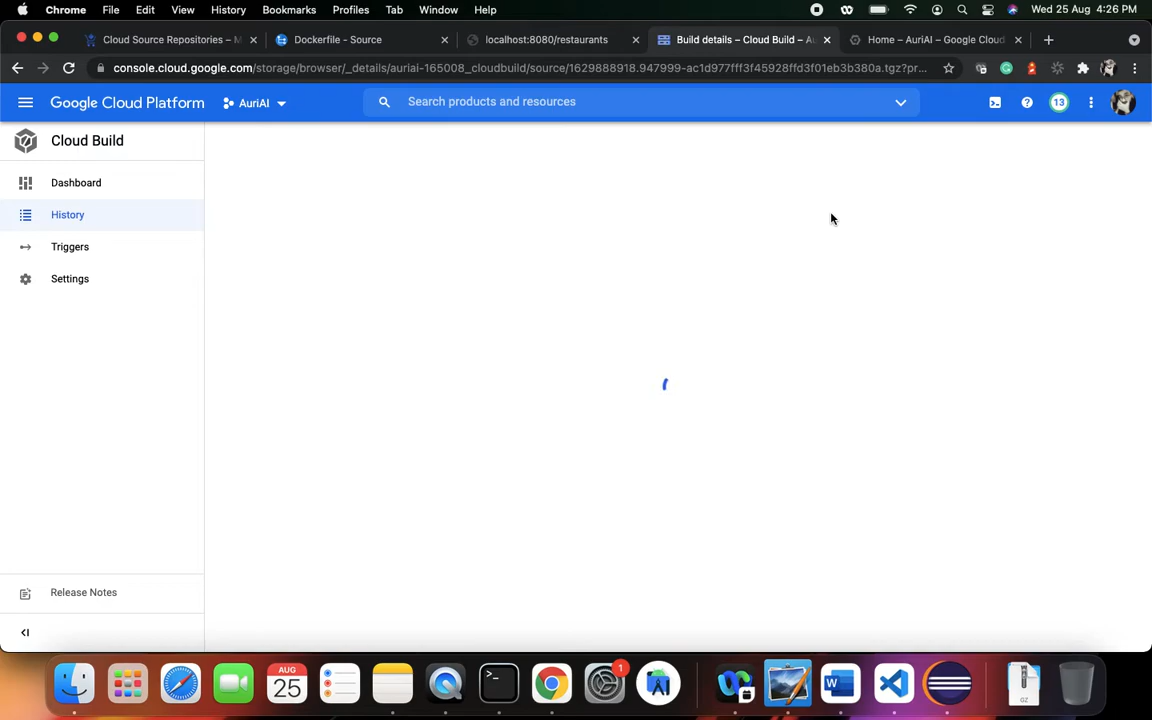 Chrome File Edit View History Bookmarks Profiles Tab Window Help Wed 25 Aug 4:26 PM
Cloud Source Repositories – M Dockerfile - Source localhost:8080/restaurants Build details – Cloud Build – Au Home – AuriAI – Google Cloud
console.cloud.google.com/storage/browser/_details/auriai-165008_cloudbuild/source/1629888918.947999-ac1d977fff3f45928ffd3f01eb3b380a.tgz?pr...
Google Cloud Platform AuriAI Search products and resources 13
Cloud Build
Dashboard
History
Triggers
Settings
Release Notes
AUG
25
1
GZ